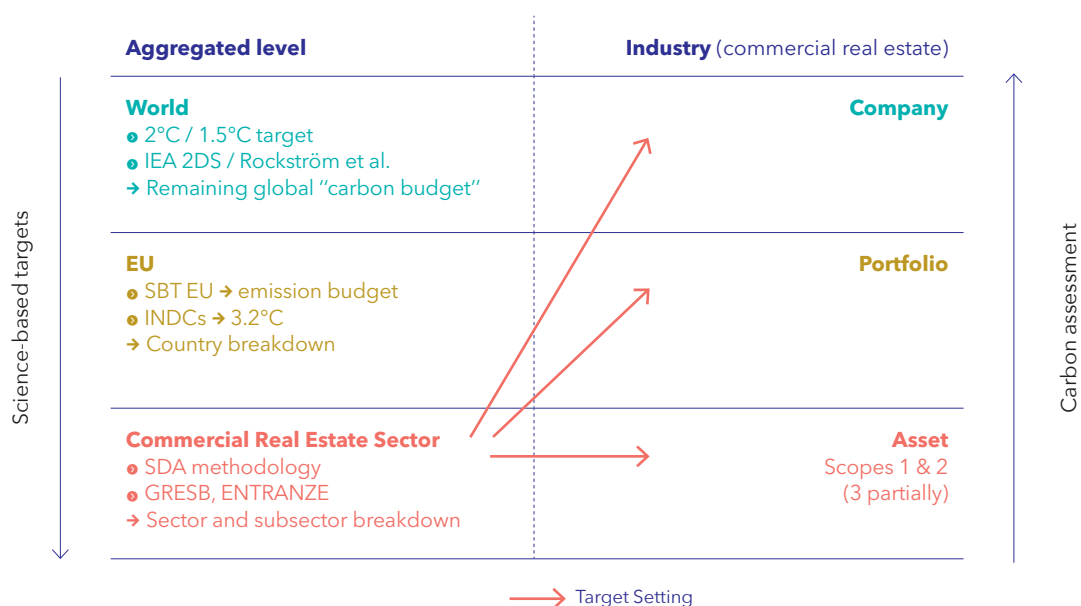 Aggregated level
Industry (commercial real estate)
World
2°C / 1.5°C target
IEA 2DS / Rockström et al.
→ Remaining global “carbon budget”
Company
EU
SBT EU → emission budget
INDCs → 3.2°C
→ Country breakdown
Portfolio
Commercial Real Estate Sector
SDA methodology
GRESB, ENTRANZE
→ Sector and subsector breakdown
Asset
Scopes 1 & 2
(3 partially)
Science-based targets
Carbon assessment
Target Setting